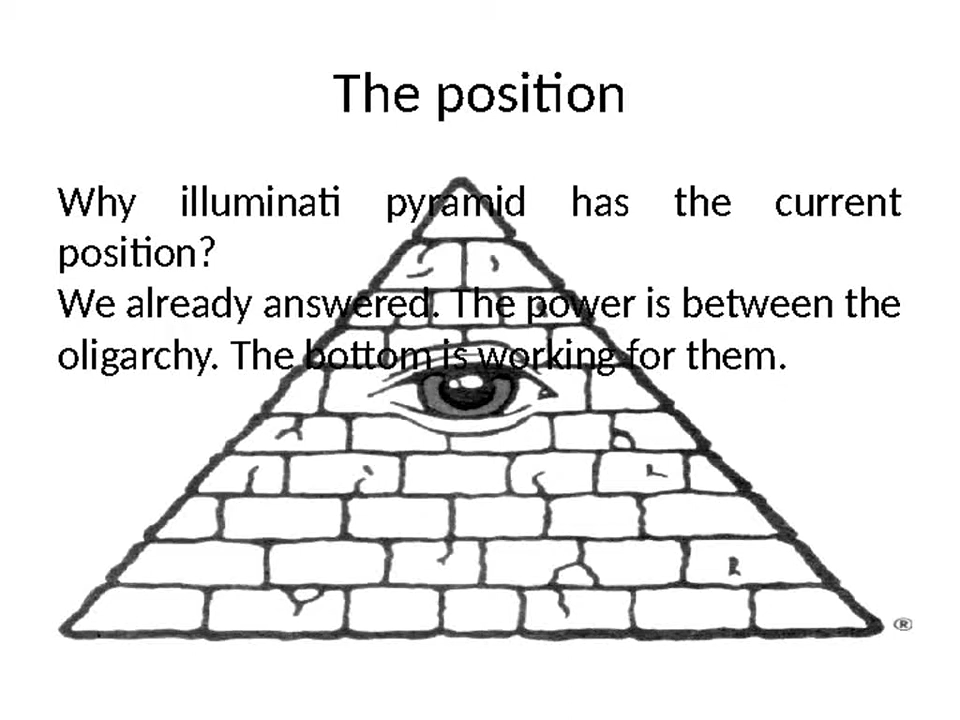 The position
Why illuminati pyramid has the current
position?
We already answered. The power is between the
oligarchy. The bottom is working for them.
R
®